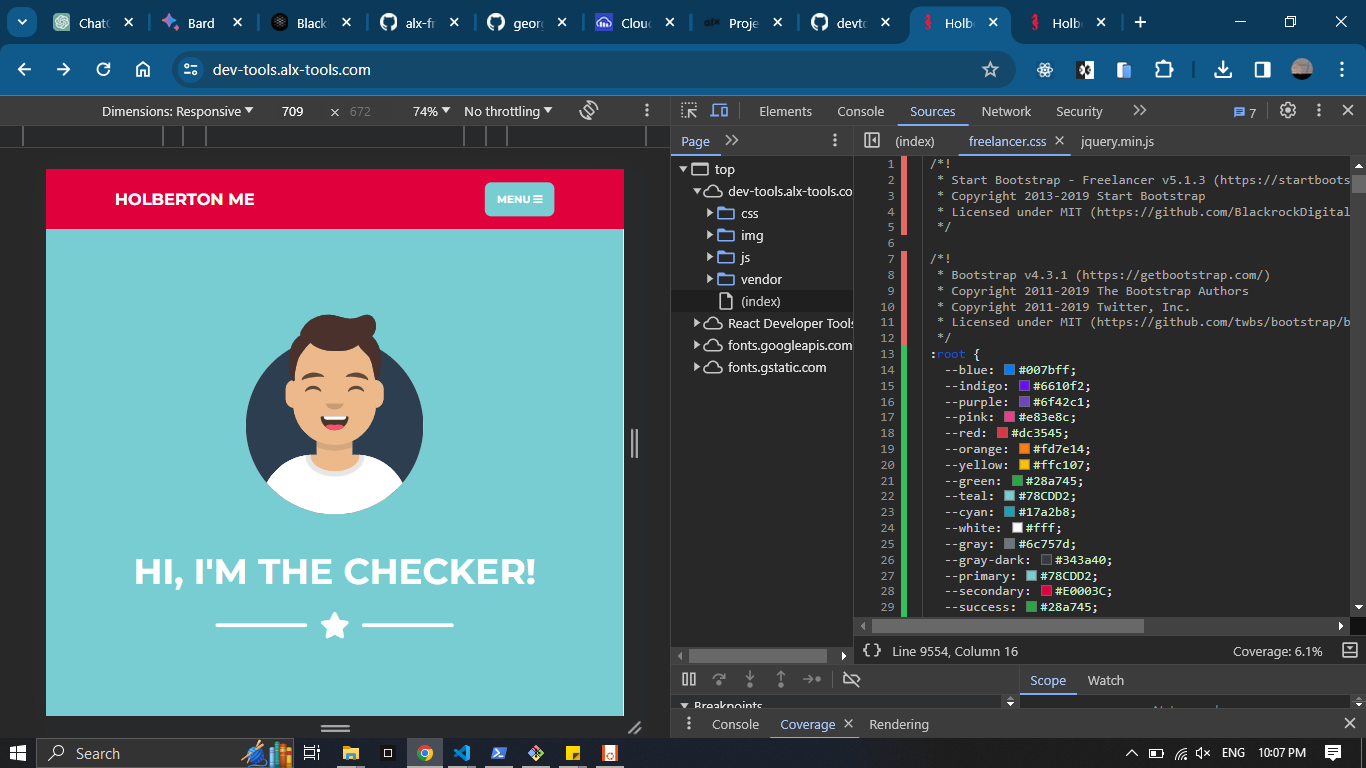 ChatG
Bard
Black
alx-fr
georg
Cloud
alx
Proje
devto
Holb
Holb
dev-tools.alx-tools.com
Dimensions: Responsive 709 × 672 74% No throttling
Elements Console Sources Network Security 7
Page
(index) freelancer.css jquery.min.js
top
dev-tools.alx-tools.co
css
img
js
vendor
(index)
React Developer Tools
fonts.googleapis.com
fonts.gstatic.com
HOLBERTON ME
MENU
HI, I'M THE CHECKER!
1 /*!
2 * Start Bootstrap - Freelancer v5.1.3 (https://startboots
3 * Copyright 2013-2019 Start Bootstrap
4 * Licensed under MIT (https://github.com/BlackrockDigital
5 */
6
7 /*!
8 * Bootstrap v4.3.1 (https://getbootstrap.com/)
9 * Copyright 2011-2019 The Bootstrap Authors
10 * Copyright 2011-2019 Twitter, Inc.
11 * Licensed under MIT (https://github.com/twbs/bootstrap/b
12 */
13 :root {
14 --blue: #007bff;
15 --indigo: #6610f2;
16 --purple: #6f42c1;
17 --pink: #e83e8c;
18 --red: #dc3545;
19 --orange: #fd7e14;
20 --yellow: #ffc107;
21 --green: #28a745;
22 --teal: #78CDD2;
23 --cyan: #17a2b8;
24 --white: #fff;
25 --gray: #6c757d;
26 --gray-dark: #343a40;
27 --primary: #78CDD2;
28 --secondary: #E0003C;
29 --success: #28a745;
{} Line 9554, Column 16 Coverage: 6.1%
Scope Watch
Breakpoints
Console Coverage Rendering
Search
ENG 10:07 PM